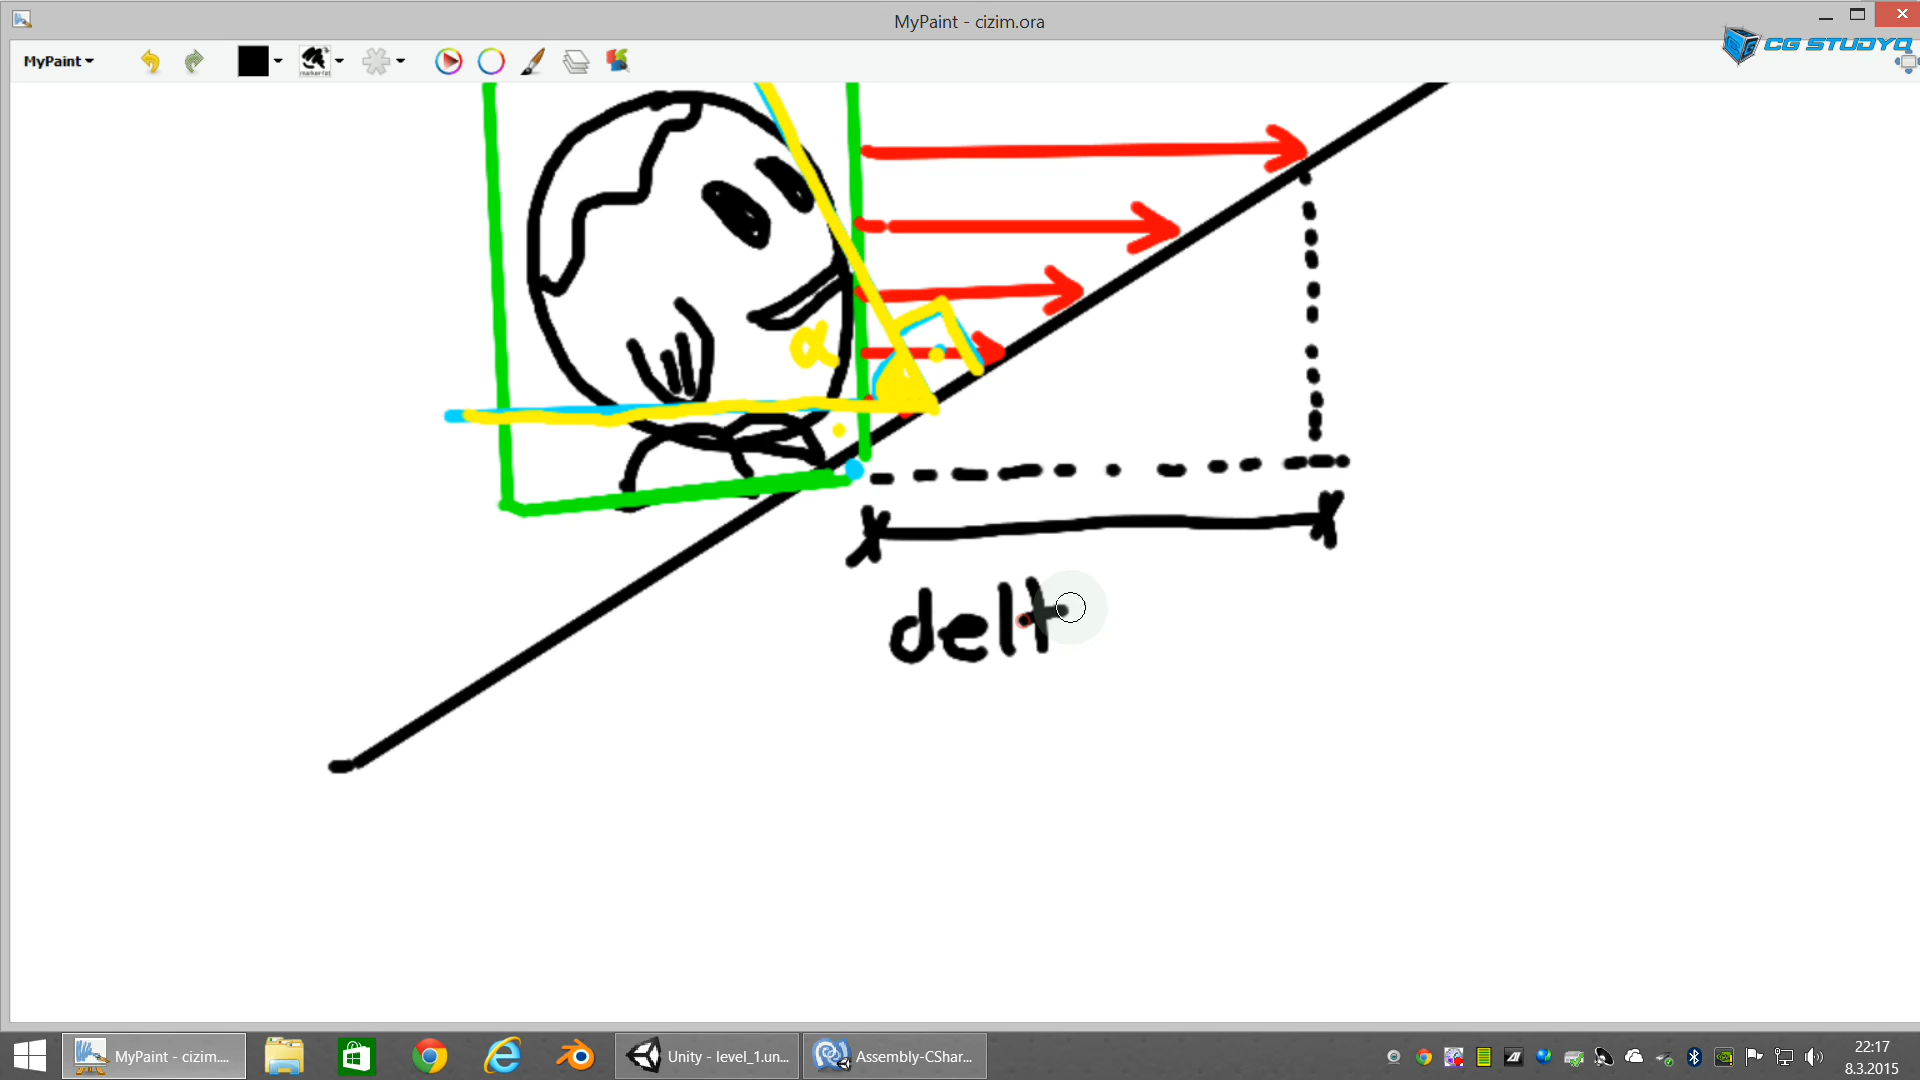 MyPaint - cizim.ora
MyPaint
CG STUDYO
α
delt
MyPaint - cizim....
Unity - level_1.un...
Assembly-CShar...
22:17
8.3.2015